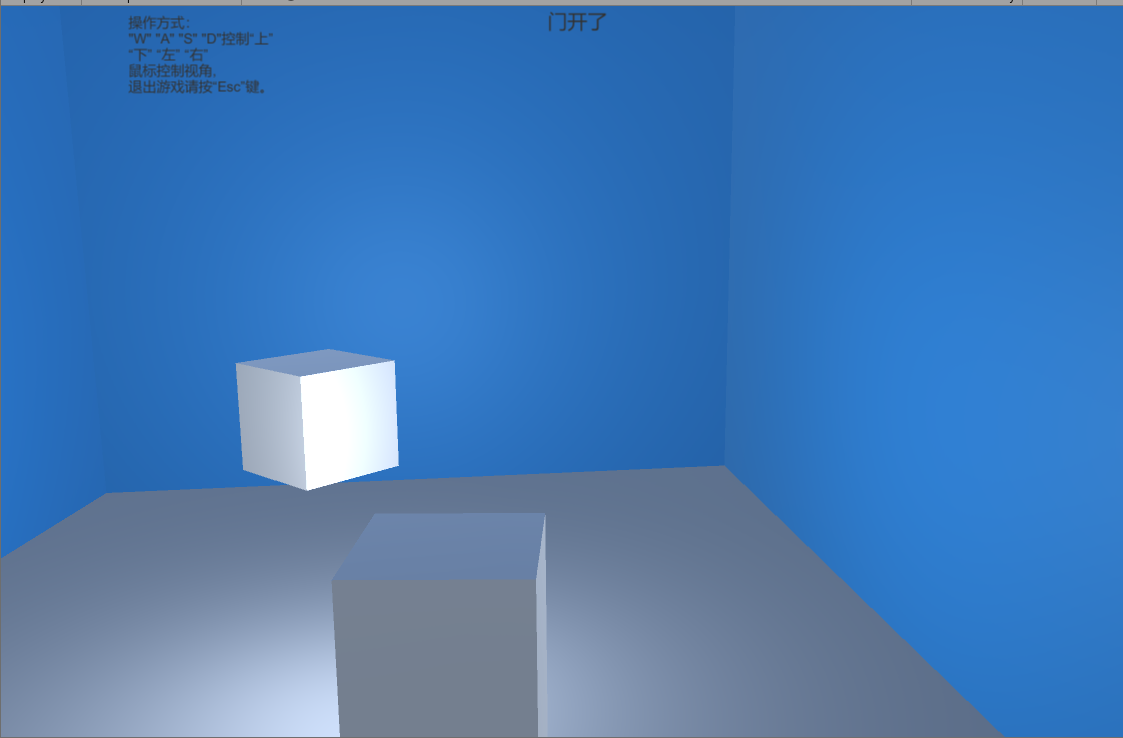 操作方式：
"W" "A" "S" "D"控制“上”
“下” “左” “右”
鼠标控制视角,
退出游戏请按“Esc”键。
门开了